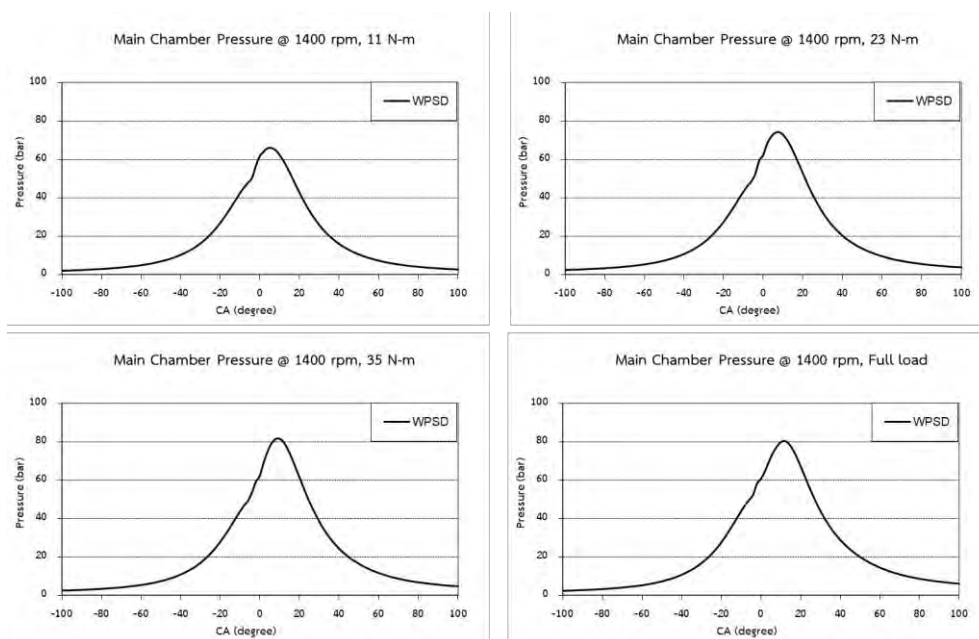 Main Chamber Pressure @ 1400 rpm, 11 N-m
WPSD
Pressure (bar)
100
80
60
40
20
0
-100 -80 -60 -40 -20 0 20 40 60 80 100
CA (degree)
Main Chamber Pressure @ 1400 rpm, 23 N-m
WPSD
Pressure (bar)
100
80
60
40
20
0
-100 -80 -60 -40 -20 0 20 40 60 80 100
CA (degree)
Main Chamber Pressure @ 1400 rpm, 35 N-m
WPSD
Pressure (bar)
100
80
60
40
20
0
-100 -80 -60 -40 -20 0 20 40 60 80 100
CA (degree)
Main Chamber Pressure @ 1400 rpm, Full load
WPSD
Pressure (bar)
100
80
60
40
20
0
-100 -80 -60 -40 -20 0 20 40 60 80 100
CA (degree)